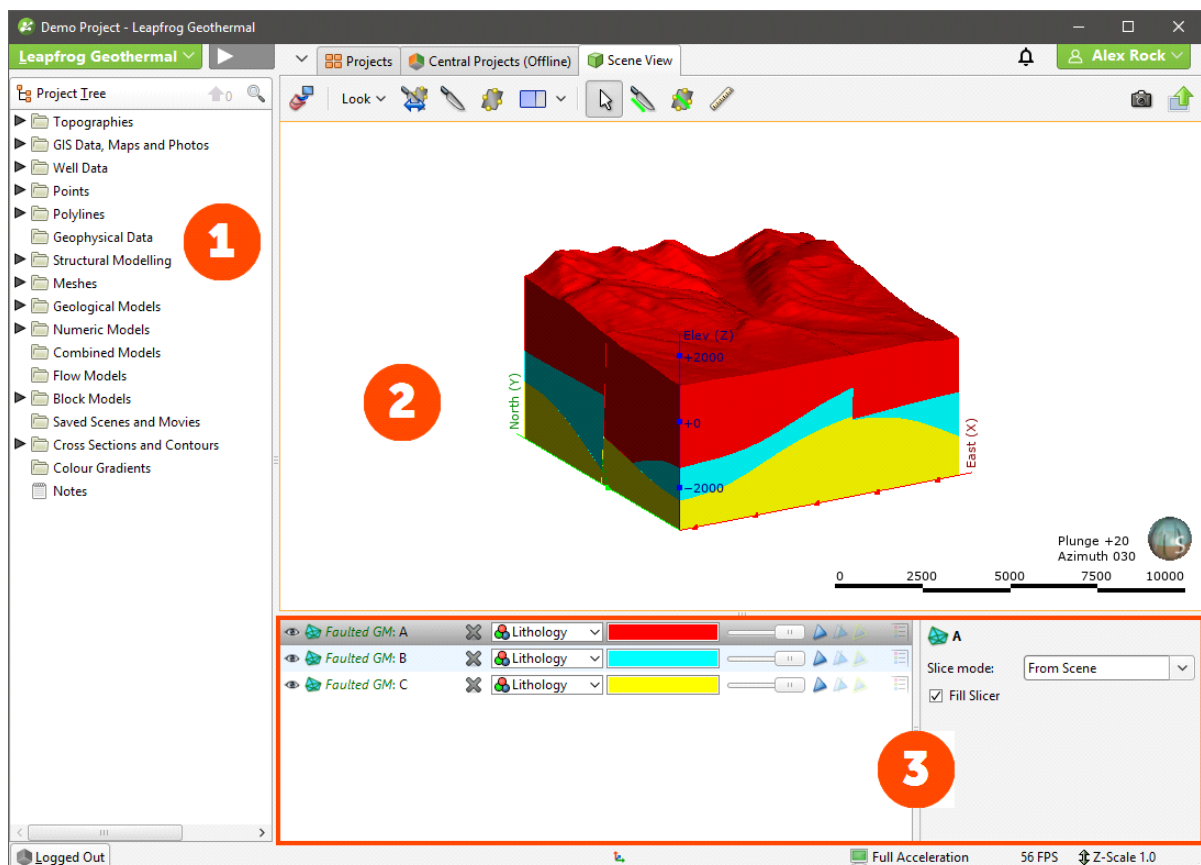 Demo Project - Leapfrog Geothermal
Leapfrog Geothermal
Projects
Central Projects (Offline)
Scene View
Alex Rock
Project Tree
0
Look
Topographies
GIS Data, Maps and Photos
Well Data
Points
Polylines
Geophysical Data
Structural Modelling
Meshes
Geological Models
Numeric Models
Combined Models
Flow Models
Block Models
Saved Scenes and Movies
Cross Sections and Contours
Colour Gradients
Notes
1
2
Elev (Z)
+2000
+0
-2000
North (Y)
East (X)
Plunge +20
Azimuth 030
S
0 2500 5000 7500 10000
Faulted GM: A Lithology
Faulted GM: B Lithology
Faulted GM: C Lithology
A
Slice mode: From Scene
Fill Slicer
3
Logged Out
Full Acceleration
56 FPS
Z-Scale 1.0